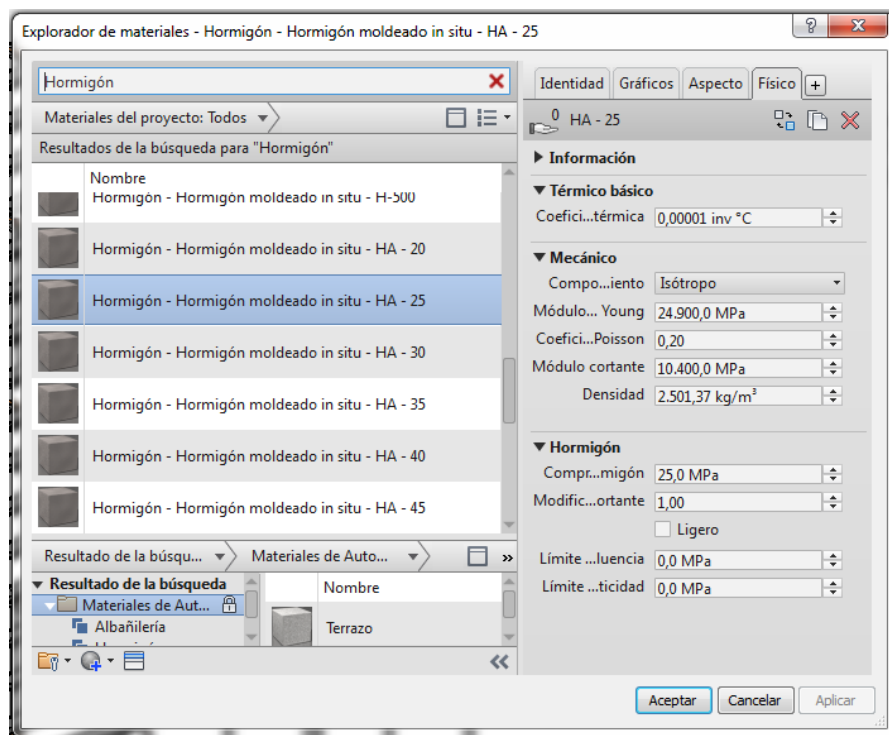 Explorador de materiales - Hormigón - Hormigón moldeado in situ - HA - 25
Hormigón
Materiales del proyecto: Todos
Resultados de la búsqueda para "Hormigón"
Nombre
Hormigón - Hormigón moldeado in situ - H-500
Hormigón - Hormigón moldeado in situ - HA - 20
Hormigón - Hormigón moldeado in situ - HA - 25
Hormigón - Hormigón moldeado in situ - HA - 30
Hormigón - Hormigón moldeado in situ - HA - 35
Hormigón - Hormigón moldeado in situ - HA - 40
Hormigón - Hormigón moldeado in situ - HA - 45
Resultado de la búsqu... Materiales de Auto... »
Resultado de la búsqueda
Materiales de Aut...
Albañilería
Nombre
Terrazo
Identidad Gráficos Aspecto Físico +
0 HA - 25
Información
Térmico básico
Coefici...térmica 0,00001 inv °C
Mecánico
Compo...iento Isótropo
Módulo... Young 24.900,0 MPa
Coefici...Poisson 0,20
Módulo cortante 10.400,0 MPa
Densidad 2.501,37 kg/m³
Hormigón
Compr...migón 25,0 MPa
Modific...ortante 1,00
Ligero
Límite ...luencia 0,0 MPa
Límite ...ticidad 0,0 MPa
Aceptar Cancelar Aplicar